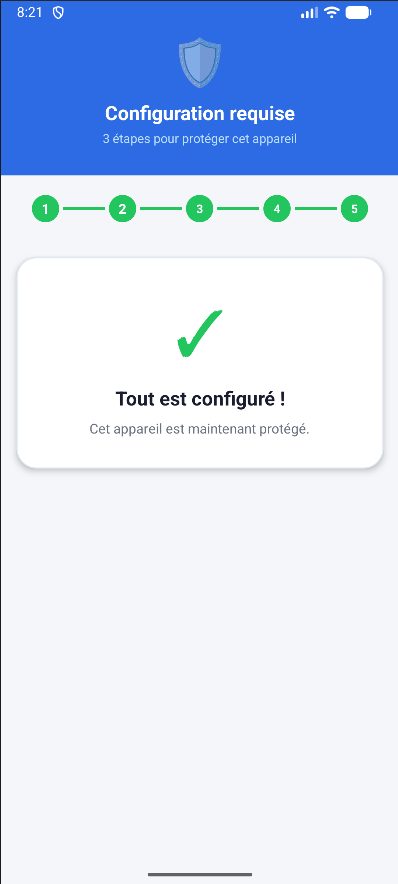 8:21
Configuration requise
3 étapes pour protéger cet appareil
1 2 3 4 5
Tout est configuré !
Cet appareil est maintenant protégé.